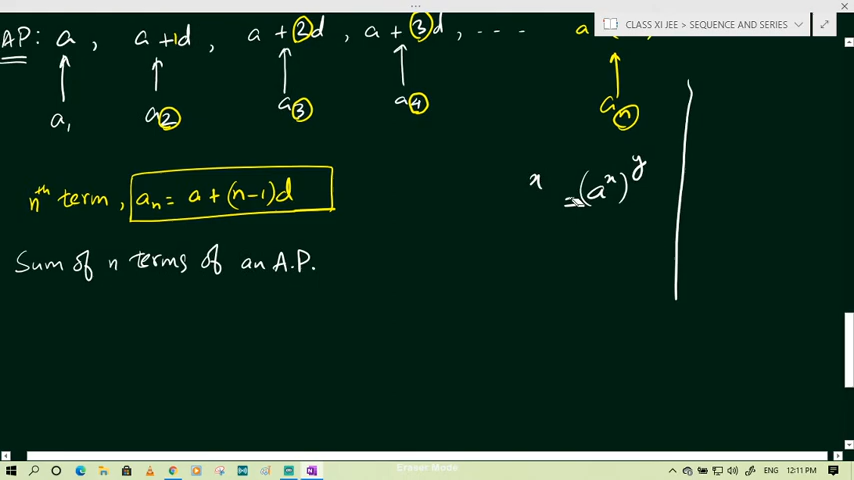 CLASS XI JEE > SEQUENCE AND SERIES
AP: a, a+1d, a+2d, a+3d, ---- a
a₁ a₂ a₃ a₄ aₙ
x = (aˣ)ʸ
nᵗʰ term, aₙ = a + (n-1)d
Sum of n terms of an A.P.
Eraser Mode
ENG 12:11 PM